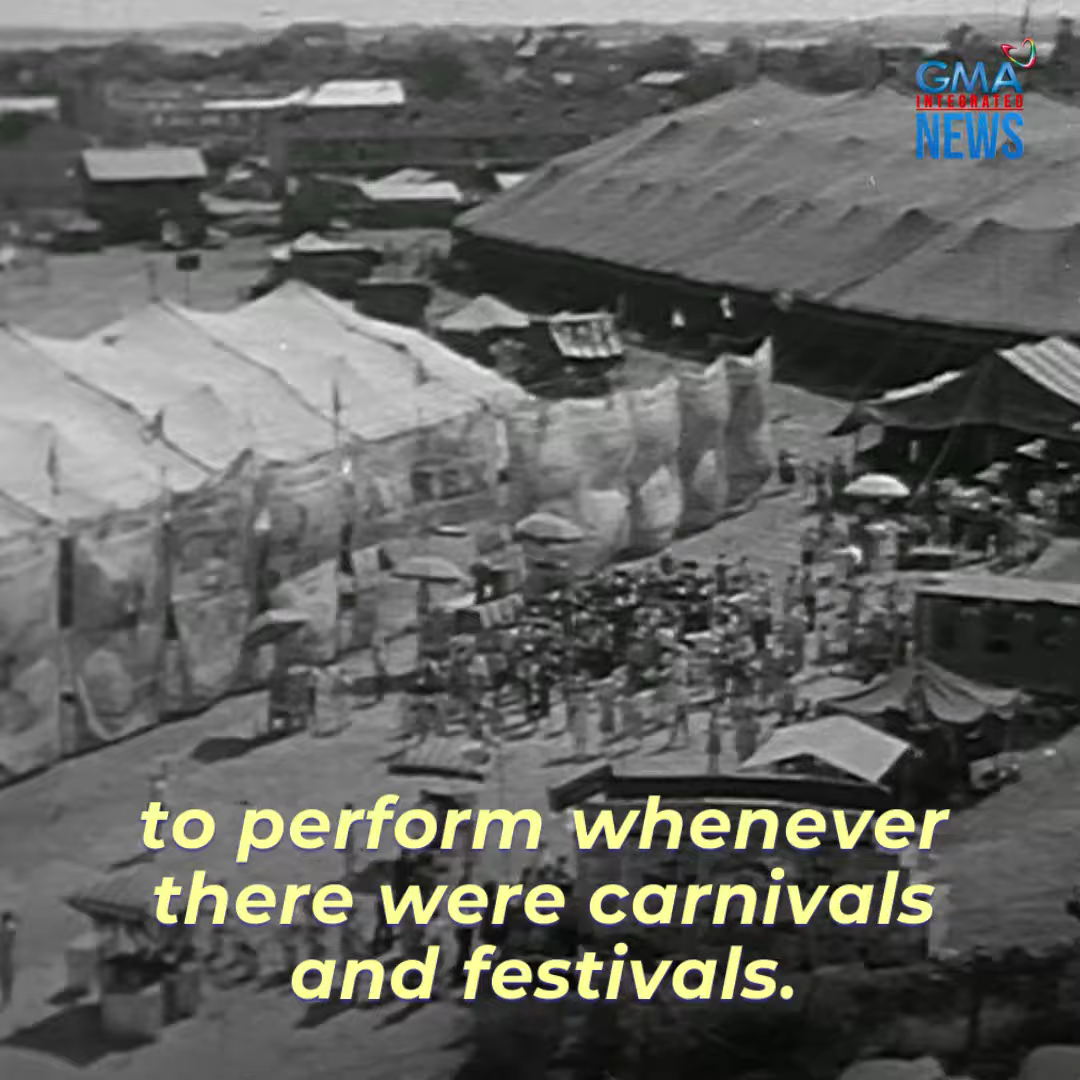 GMA
INTEGRATED
NEWS
to perform whenever
there were carnivals
and festivals.